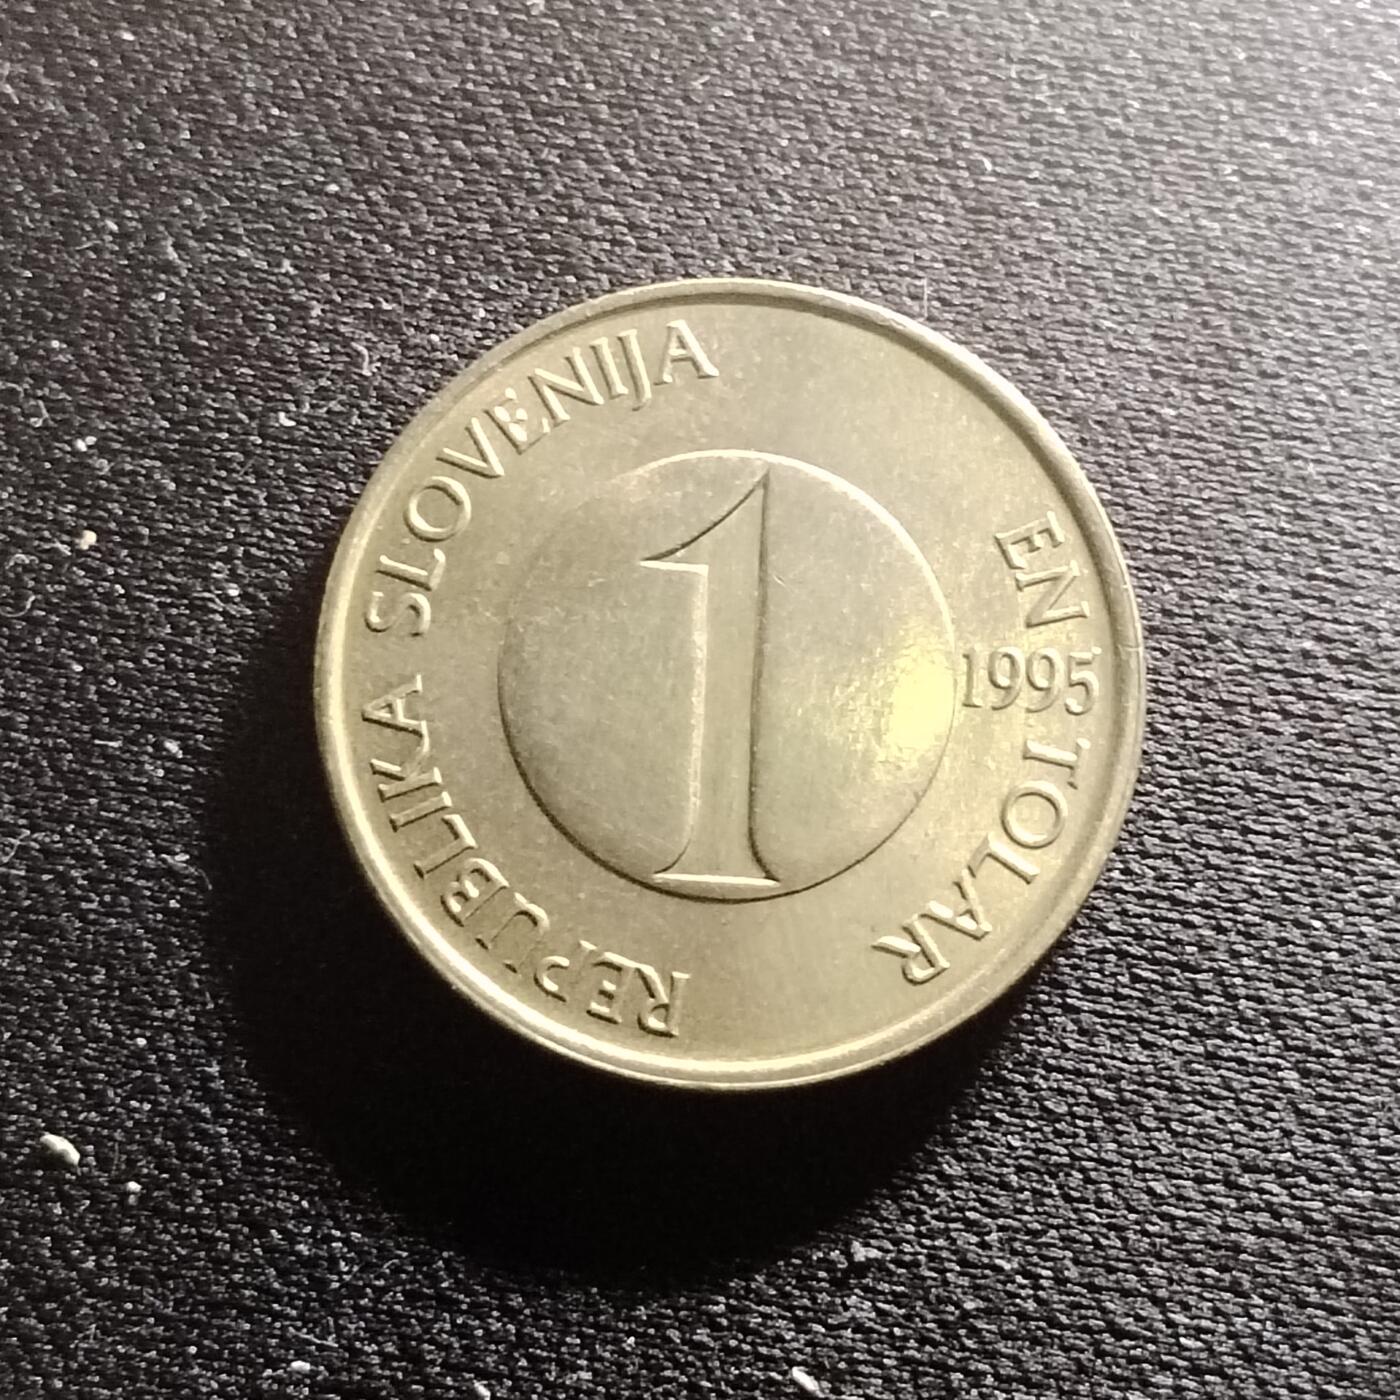 REPUBLIKA SLOVENIJA
1
EN TOLAR
1995